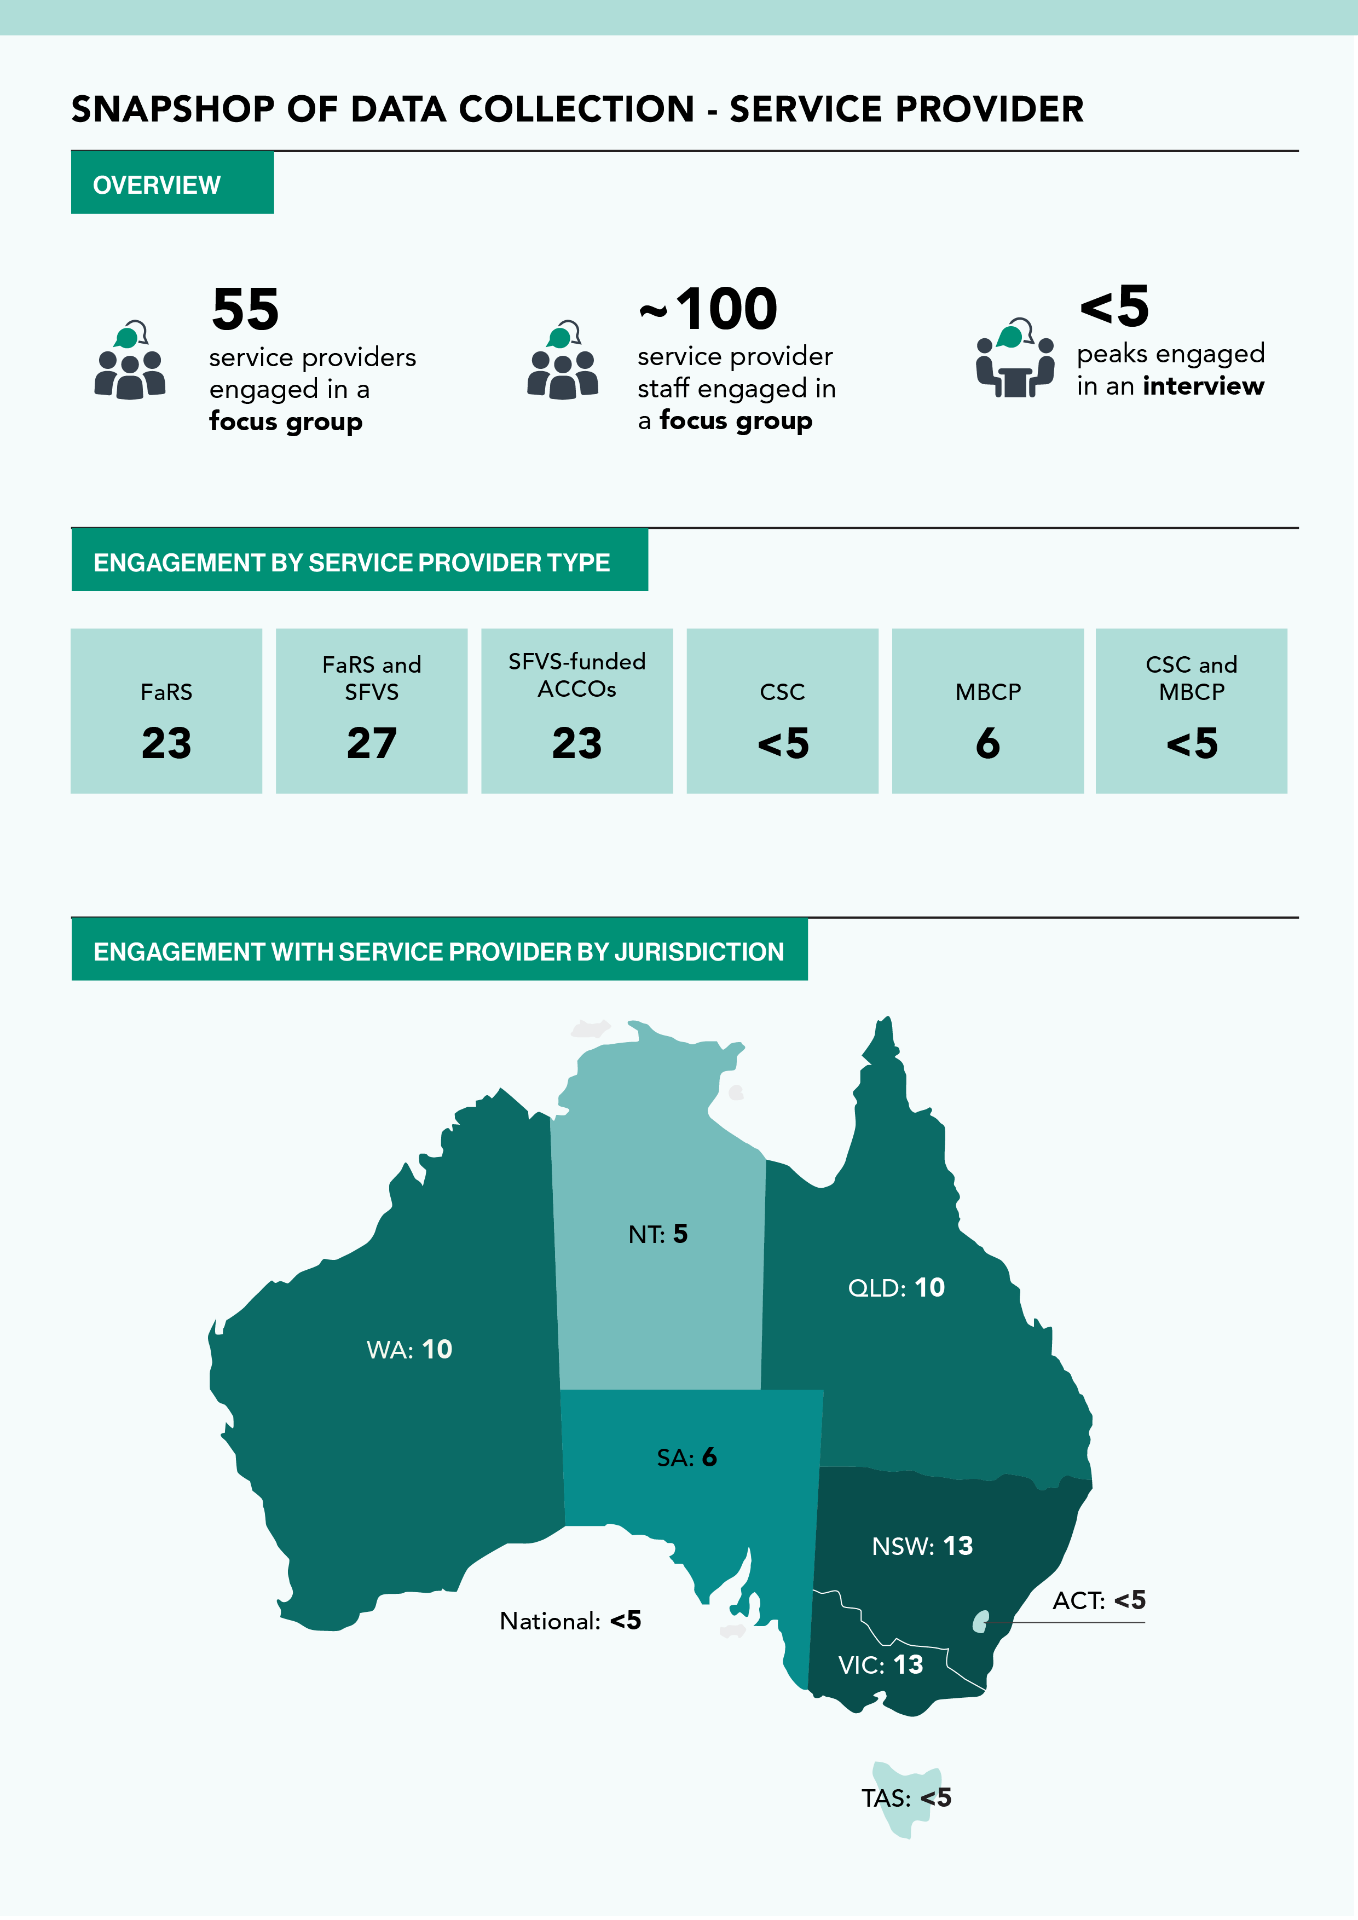 SNAPSHOP OF DATA COLLECTION - SERVICE PROVIDER
OVERVIEW
55
service providers
engaged in a
focus group
~100
service provider
staff engaged in
a focus group
<5
peaks engaged
in an interview
ENGAGEMENT BY SERVICE PROVIDER TYPE
FaRS
23
FaRS and
SFVS
27
SFVS-funded
ACCOs
23
CSC
<5
MBCP
6
CSC and
MBCP
<5
ENGAGEMENT WITH SERVICE PROVIDER BY JURISDICTION
NT: 5
QLD: 10
WA: 10
SA: 6
NSW: 13
ACT: <5
National: <5
VIC: 13
TAS: <5